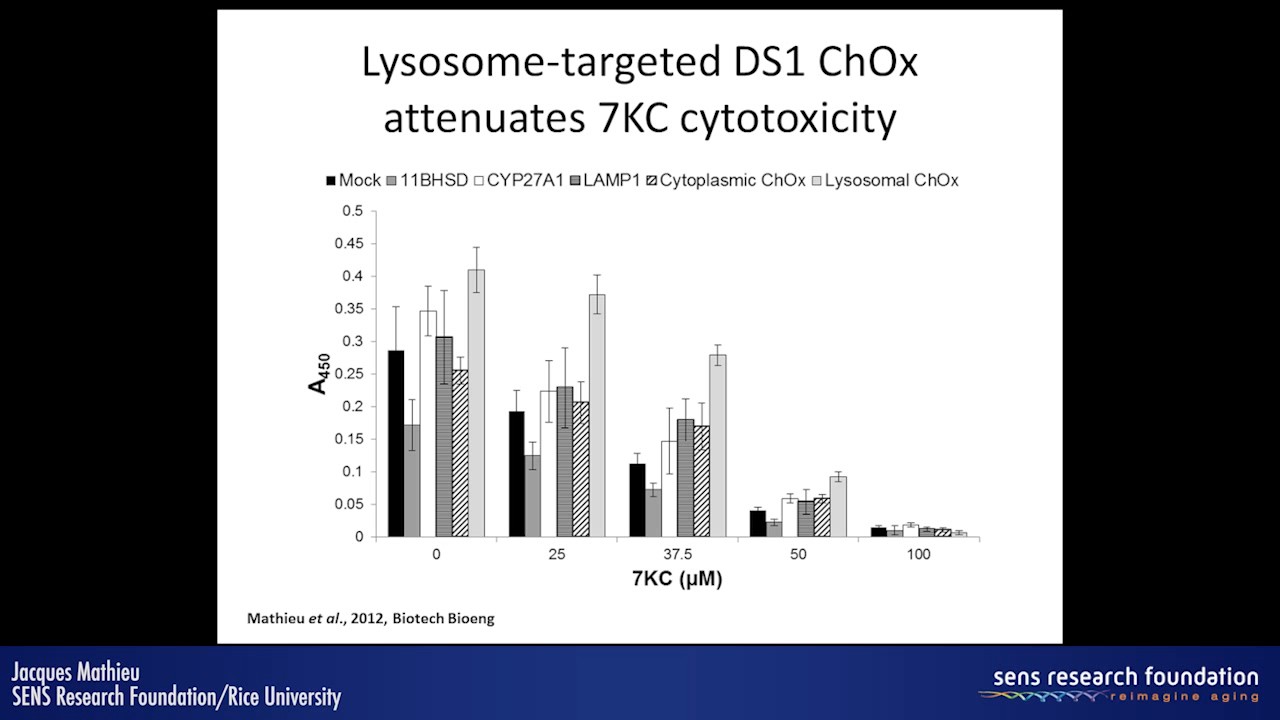 Lysosome-targeted DS1 ChOx
attenuates 7KC cytotoxicity
Mock 11BHSD CYP27A1 LAMP1 Cytoplasmic ChOx Lysosomal ChOx
0.5
0.45
0.4
0.35
0.3
0.25
0.2
0.15
0.1
0.05
0
A450
0 25 37.5 50 100
7KC (µM)
Mathieu et al., 2012, Biotech Bioeng
Jacques Mathieu
SENS Research Foundation/Rice University
sens research foundation
reimagine aging